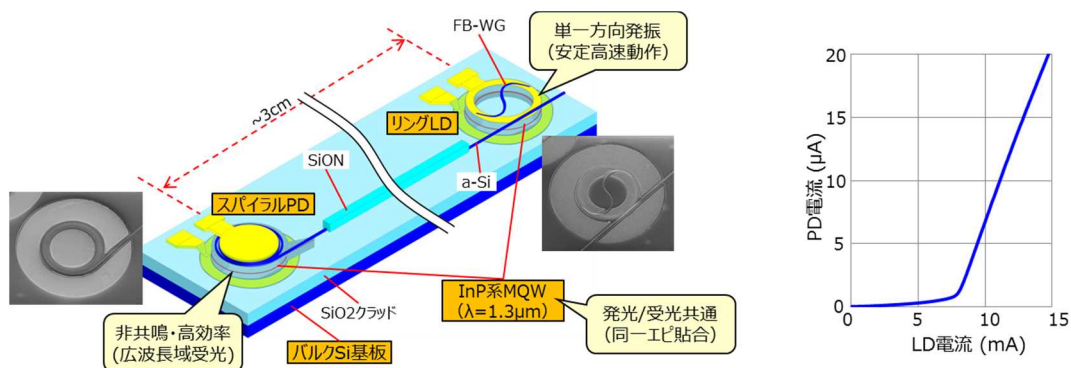 FB-WG
単一方向発振
(安定高速動作)
~3cm
リングLD
SiON
a-Si
スパイラルPD
InP系MQW
(λ=1.3μm)
SiO2クラッド
発光/受光共通
(同一エピ貼合)
非共鳴・高効率
(広波長域受光)
バルクSi基板
20
15
10
5
0
PD電流 (μA)
0
5
10
15
LD電流 (mA)